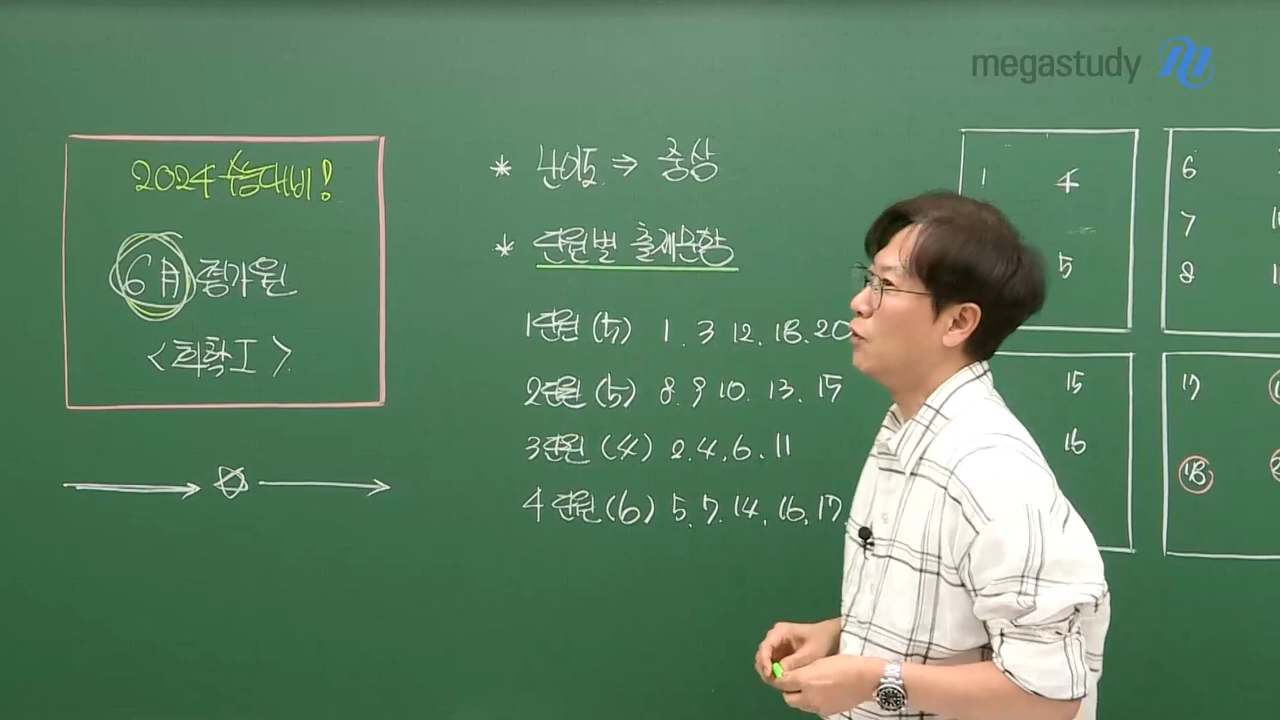 megastudy
2024 수능대비!
6月 평가원
<화학I>
* 난이도 ⇒ 중상
* 단원별 출제문항
1단원 (5) 1. 3 12. 18. 20
2단원 (5) 8. 9 10. 13. 15
3단원 (4) 2. 4. 6. 11
4단원 (6) 5. 7. 14. 16. 17
1 4
5
15
16
6
7
8
17
18